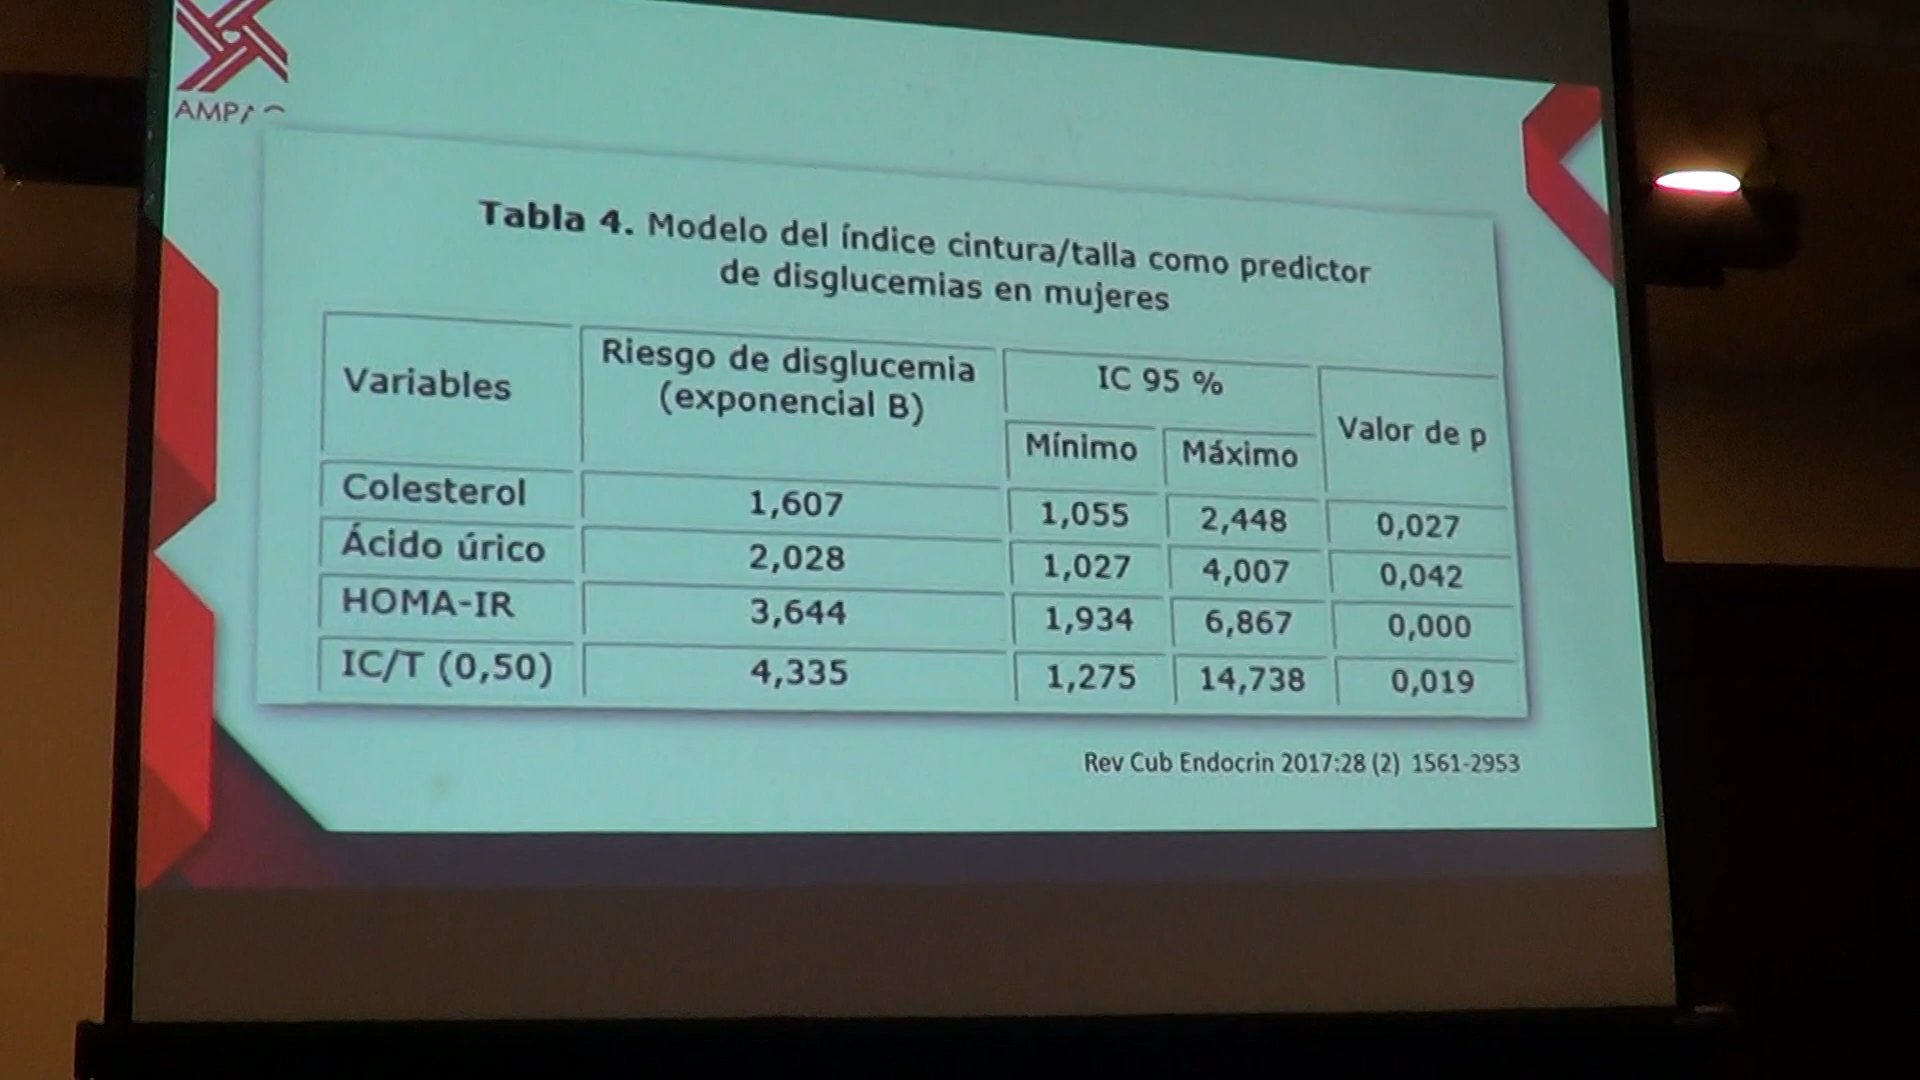 Tabla 4. Modelo del índice cintura/talla como predictor
de disglucemias en mujeres
Variables
Riesgo de disglucemia
(exponencial B)
IC 95 %
Valor de p
Mínimo
Máximo
Colesterol 1,607 1,055 2,448 0,027
Ácido úrico 2,028 1,027 4,007 0,042
HOMA-IR 3,644 1,934 6,867 0,000
IC/T (0,50) 4,335 1,275 14,738 0,019
Rev Cub Endocrin 2017:28 (2) 1561-2953